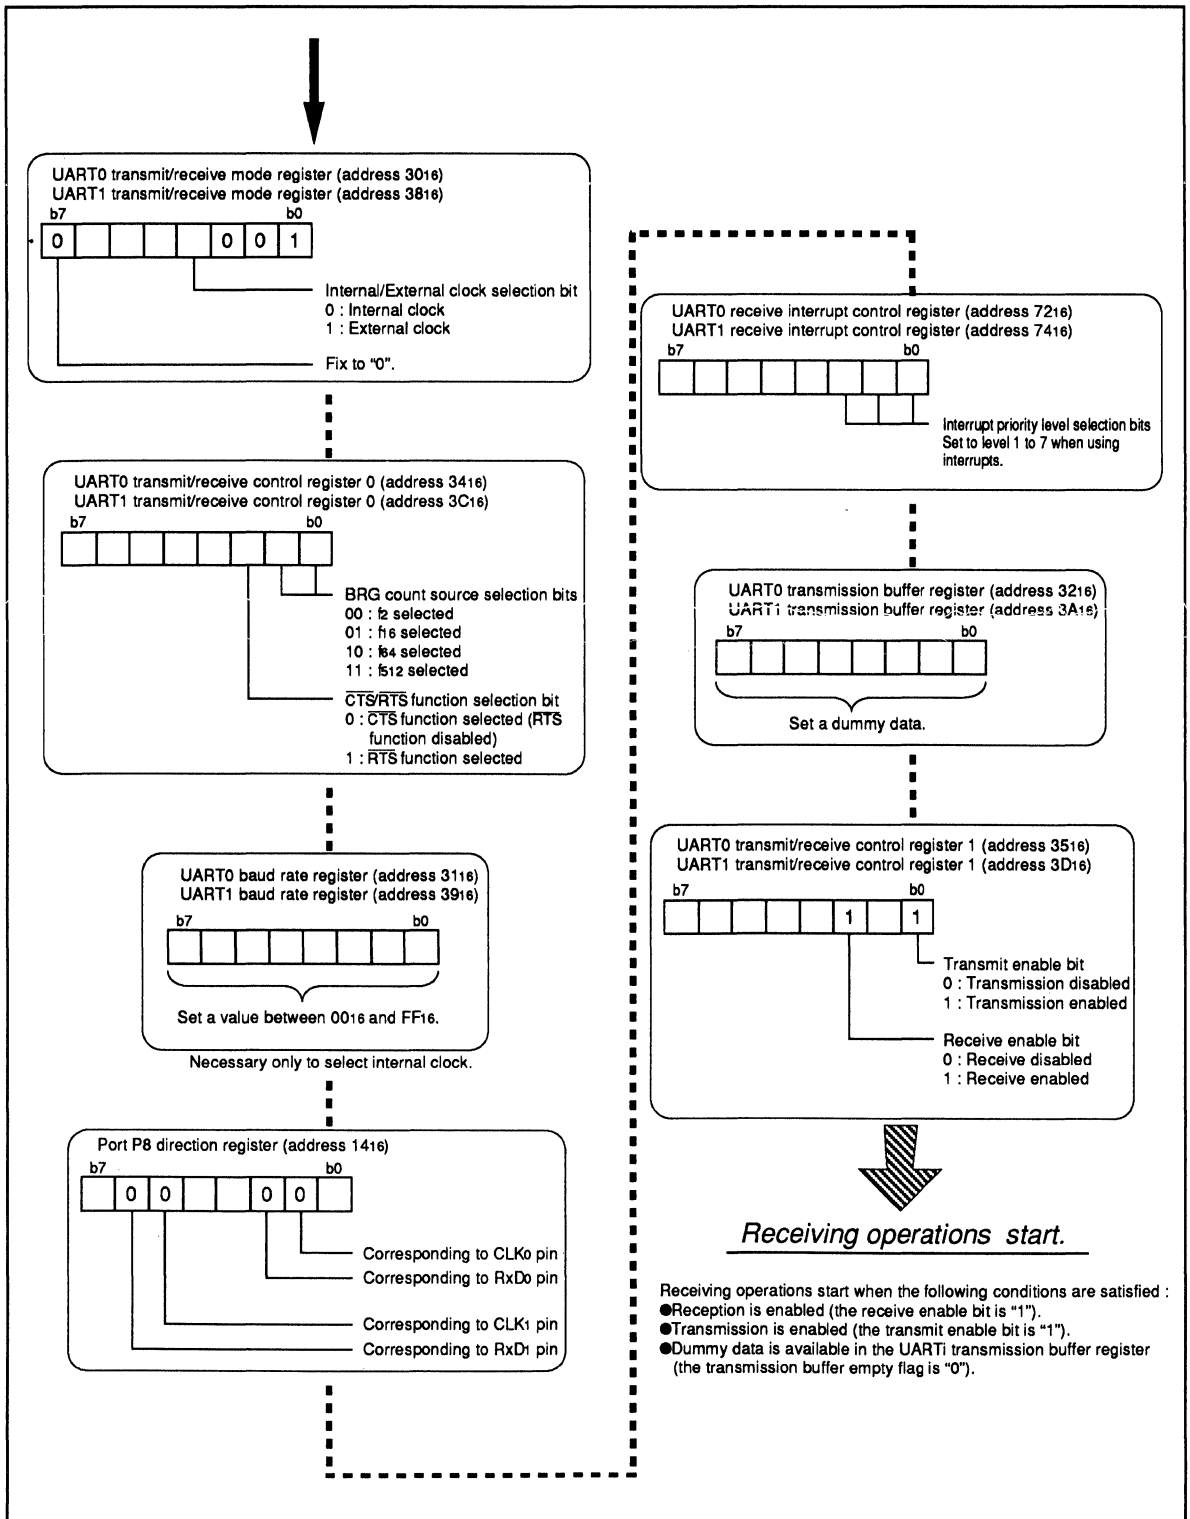 UART0 transmit/receive mode register (address 3016)
UART1 transmit/receive mode register (address 3816)
b7 b0
0 0 0 1
Internal/External clock selection bit
0 : Internal clock
1 : External clock
Fix to “0”.
UART0 transmit/receive control register 0 (address 3416)
UART1 transmit/receive control register 0 (address 3C16)
b7 b0
BRG count source selection bits
00 : f2 selected
01 : f16 selected
10 : f64 selected
11 : f512 selected
CTS/RTS function selection bit
0 : CTS function selected (RTS
function disabled)
1 : RTS function selected
UART0 baud rate register (address 3116)
UART1 baud rate register (address 3916)
b7 b0
Set a value between 0016 and FF16.
Necessary only to select internal clock.
Port P8 direction register (address 1416)
b7 b0
0 0 0 0
Corresponding to CLK0 pin
Corresponding to RxD0 pin
Corresponding to CLK1 pin
Corresponding to RxD1 pin
UART0 receive interrupt control register (address 7216)
UART1 receive interrupt control register (address 7416)
b7 b0
Interrupt priority level selection bits
Set to level 1 to 7 when using
interrupts.
UART0 transmission buffer register (address 3216)
UART1 transmission buffer register (address 3A16)
b7 b0
Set a dummy data.
UART0 transmit/receive control register 1 (address 3516)
UART1 transmit/receive control register 1 (address 3D16)
b7 b0
1 1
Transmit enable bit
0 : Transmission disabled
1 : Transmission enabled
Receive enable bit
0 : Receive disabled
1 : Receive enabled
Receiving operations start.
Receiving operations start when the following conditions are satisfied :
●Reception is enabled (the receive enable bit is “1”).
●Transmission is enabled (the transmit enable bit is “1”).
●Dummy data is available in the UARTi transmission buffer register
(the transmission buffer empty flag is “0”).